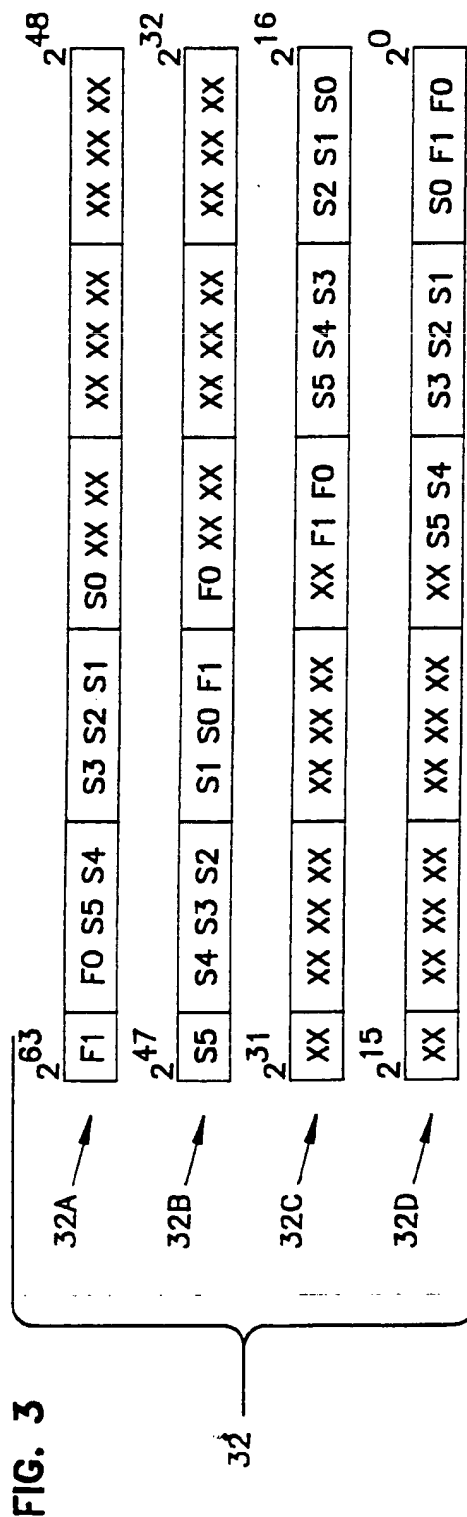 FIG. 3
32
32A
2^63 2^48
F1 F0 S5 S4 S3 S2 S1 S0 XX XX XX XX XX XX XX XX
32B
2^47 2^32
S5 S4 S3 S2 S1 S0 F1 F0 XX XX XX XX XX XX XX XX
32C
2^31 2^16
XX XX XX XX XX XX XX XX F1 F0 S5 S4 S3 S2 S1 S0
32D
2^15 2^0
XX XX XX XX XX XX XX XX S5 S4 S3 S2 S1 S0 F1 F0